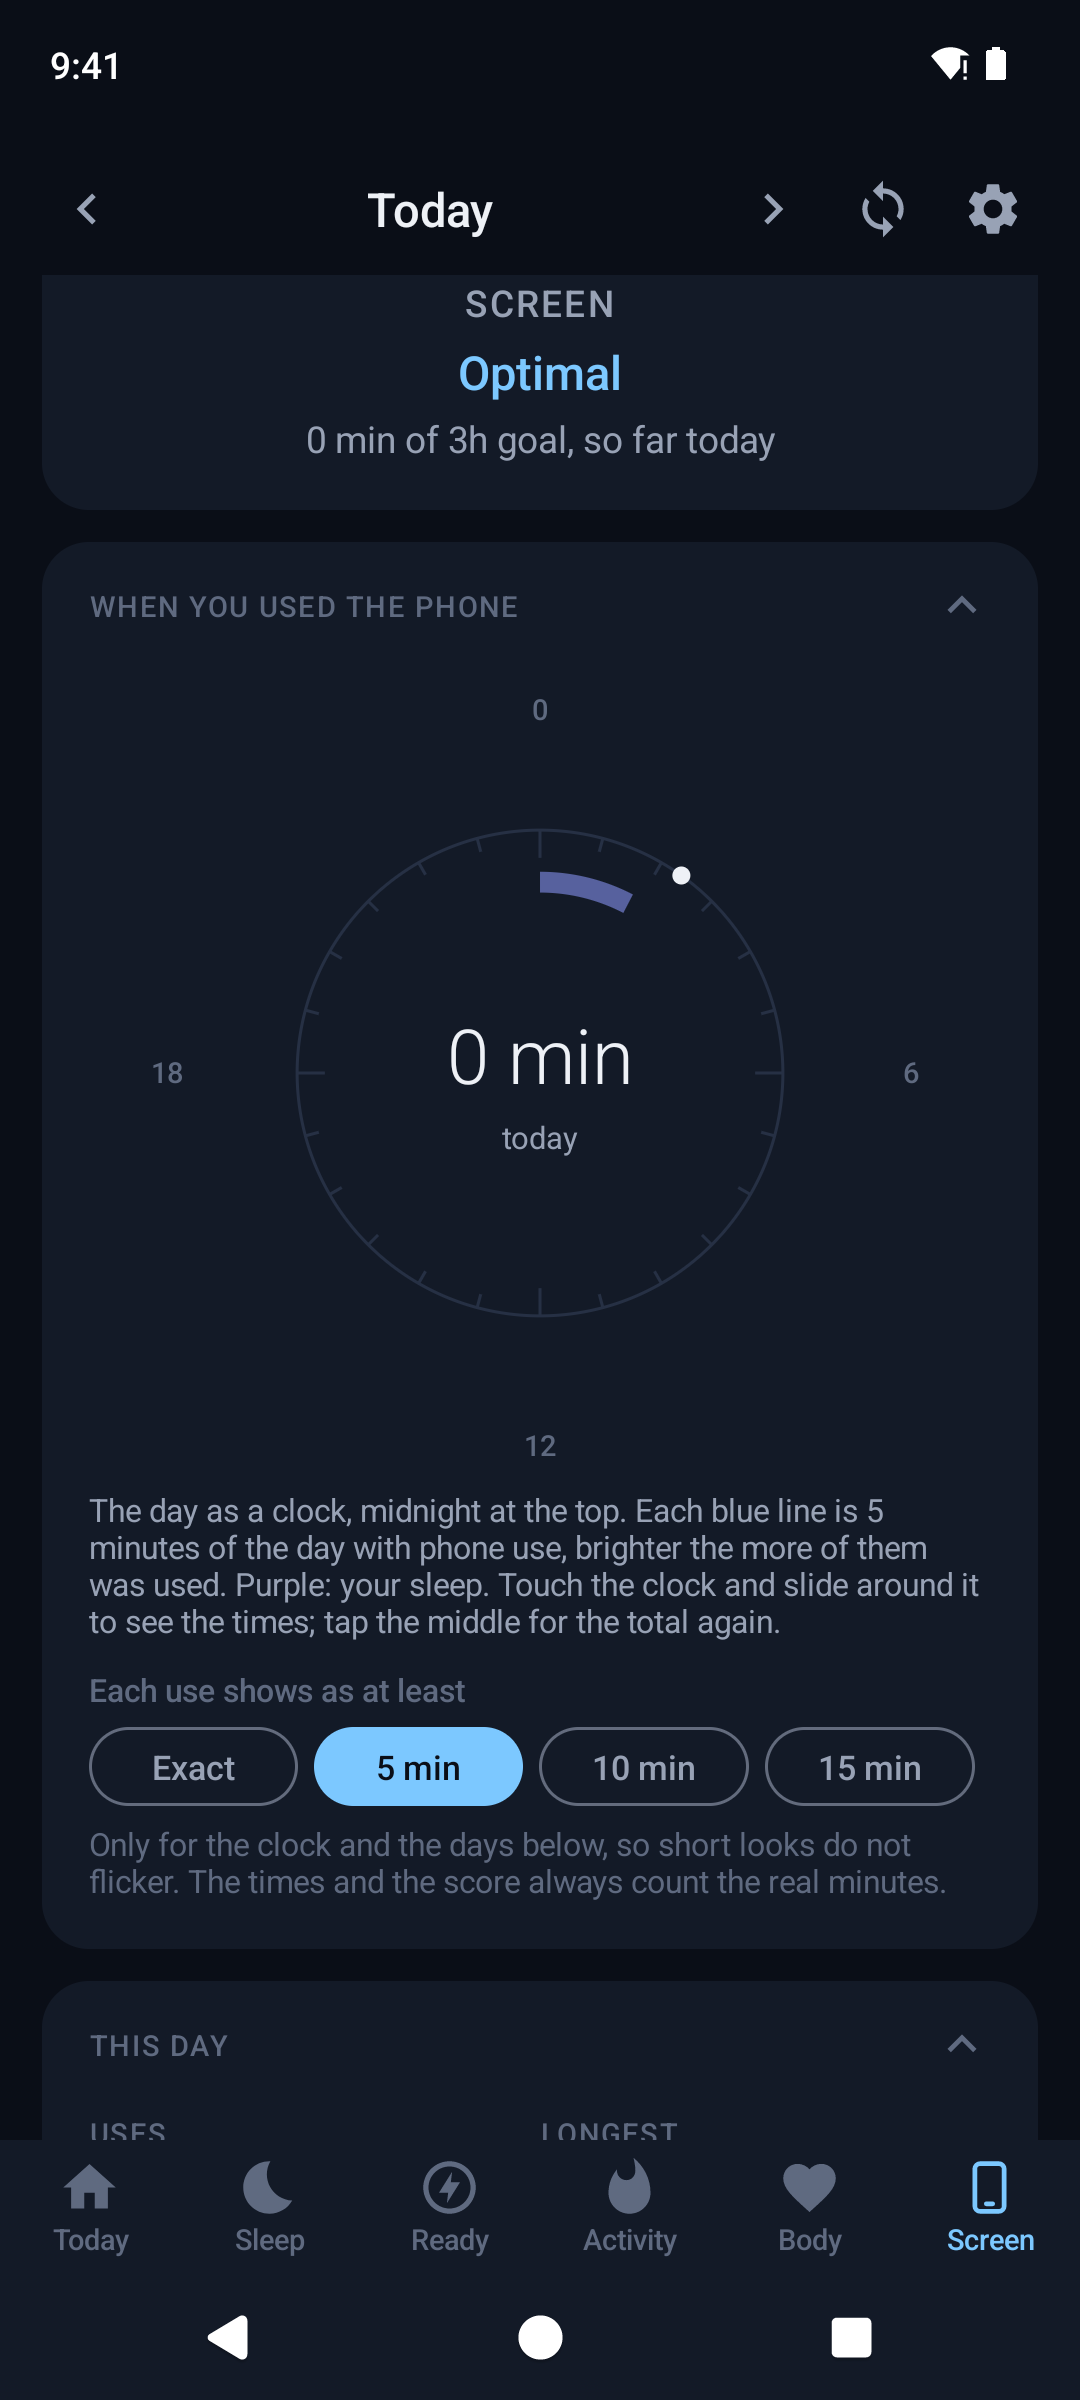 9:41
Today
SCREEN
Optimal
0 min of 3h goal, so far today
WHEN YOU USED THE PHONE
0
18
0 min
6
today
12
The day as a clock, midnight at the top. Each blue line is 5
minutes of the day with phone use, brighter the more of them
was used. Purple: your sleep. Touch the clock and slide around it
to see the times; tap the middle for the total again.
Each use shows as at least
Exact
5 min
10 min
15 min
Only for the clock and the days below, so short looks do not
flicker. The times and the score always count the real minutes.
THIS DAY
USES
LONGEST
Today
Sleep
Ready
Activity
Body
Screen